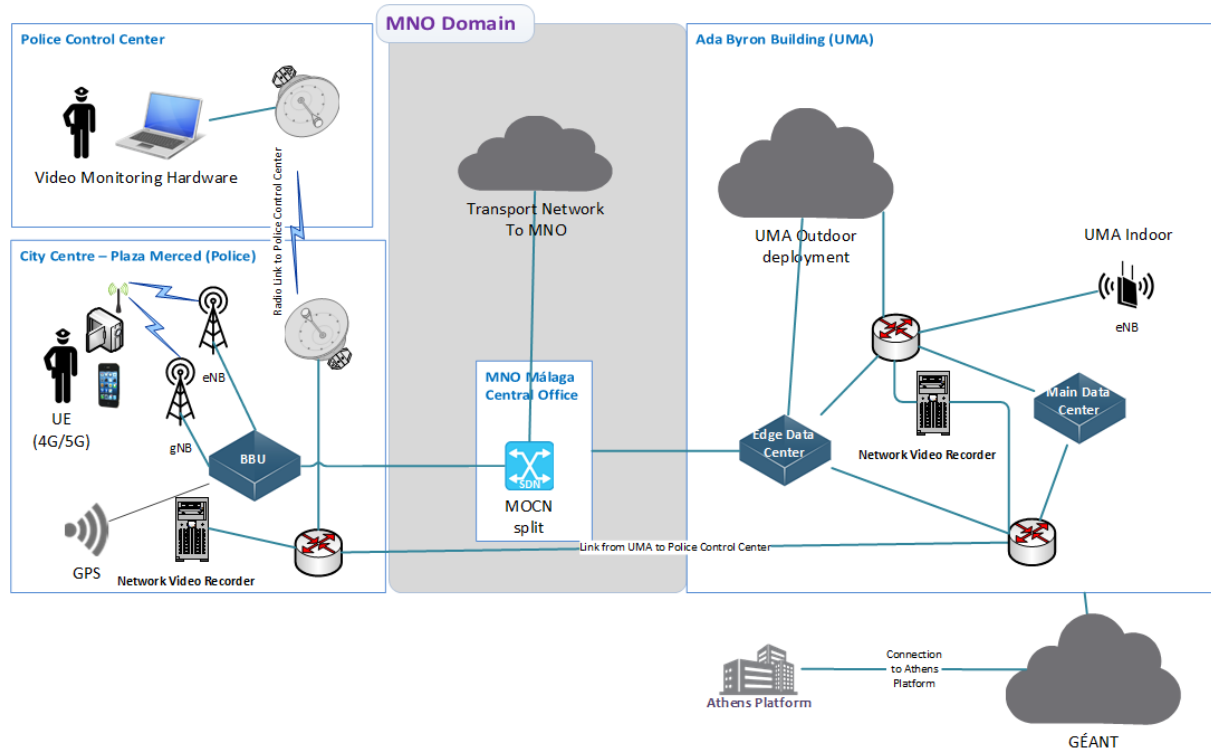 MNO Domain
Police Control Center
Video Monitoring Hardware
Radio Link to Police Control Center
City Centre – Plaza Merced (Police)
eNB
UE
(4G/5G)
gNB
BBU
GPS
Network Video Recorder
Transport Network
To MNO
MNO Málaga
Central Office
SDN
MOCN
split
Link from UMA to Police Control Center
Ada Byron Building (UMA)
UMA Outdoor
deployment
UMA Indoor
eNB
Main Data
Center
Edge Data
Center
Network Video Recorder
Connection
to Athens
Platform
Athens Platform
GÉANT